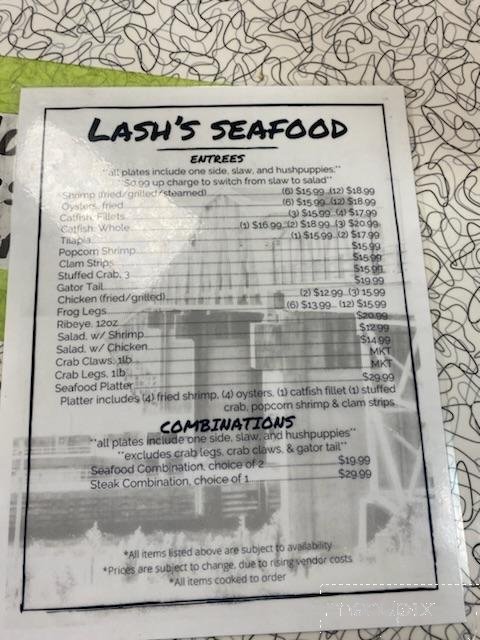 LASH'S SEAFOOD
ENTREES
**all plates include one side, slaw, and hushpuppies.**
*$0.99 up charge to switch from slaw to salad**
Shrimp (fried/grilled/steamed) (6) $15.99..(12) $18.99
Oysters, fried (6) $15.99..(12) $18.99
Catfish, Fillets (3) $15.99..(4) $17.99
Catfish, Whole (1) $16.99..(2) $18.99 (3) $20.99
Tilapia (1) $15.99..(2) $17.99
Popcorn Shrimp $15.99
Clam Strips $15.99
Stuffed Crab, 3 $15.99
Gator Tail $19.99
Chicken (fried/grilled) (2) $12.99..(3) 15.99
Frog Legs (6) $13.99...(12) $15.99
Ribeye, 12oz $20.99
Salad, w/ Shrimp $12.99
Salad, w/ Chicken $14.99
Crab Claws, 1lb MKT
Crab Legs, 1lb MKT
Seafood Platter $29.99
Platter includes (4) fried shrimp, (4) oysters, (1) catfish fillet (1) stuffed
crab, popcorn shrimp & clam strips
COMBINATIONS
**all plates include one side, slaw, and hushpuppies**
**excludes crab legs, crab claws, & gator tail**
Seafood Combination, choice of 2 $19.99
Steak Combination, choice of 1 $29.99
*All items listed above are subject to availability
*Prices are subject to change, due to rising vendor costs
*All items cooked to order
menupix